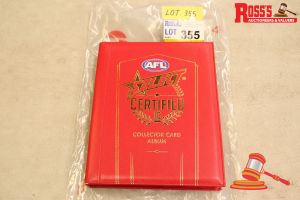 LOT 355
LOT
355
ROSS'S
AUCTIONEERS & VALUERS
AFL
SELECT
CERTIFIED
COLLECTOR CARD
ALBUM